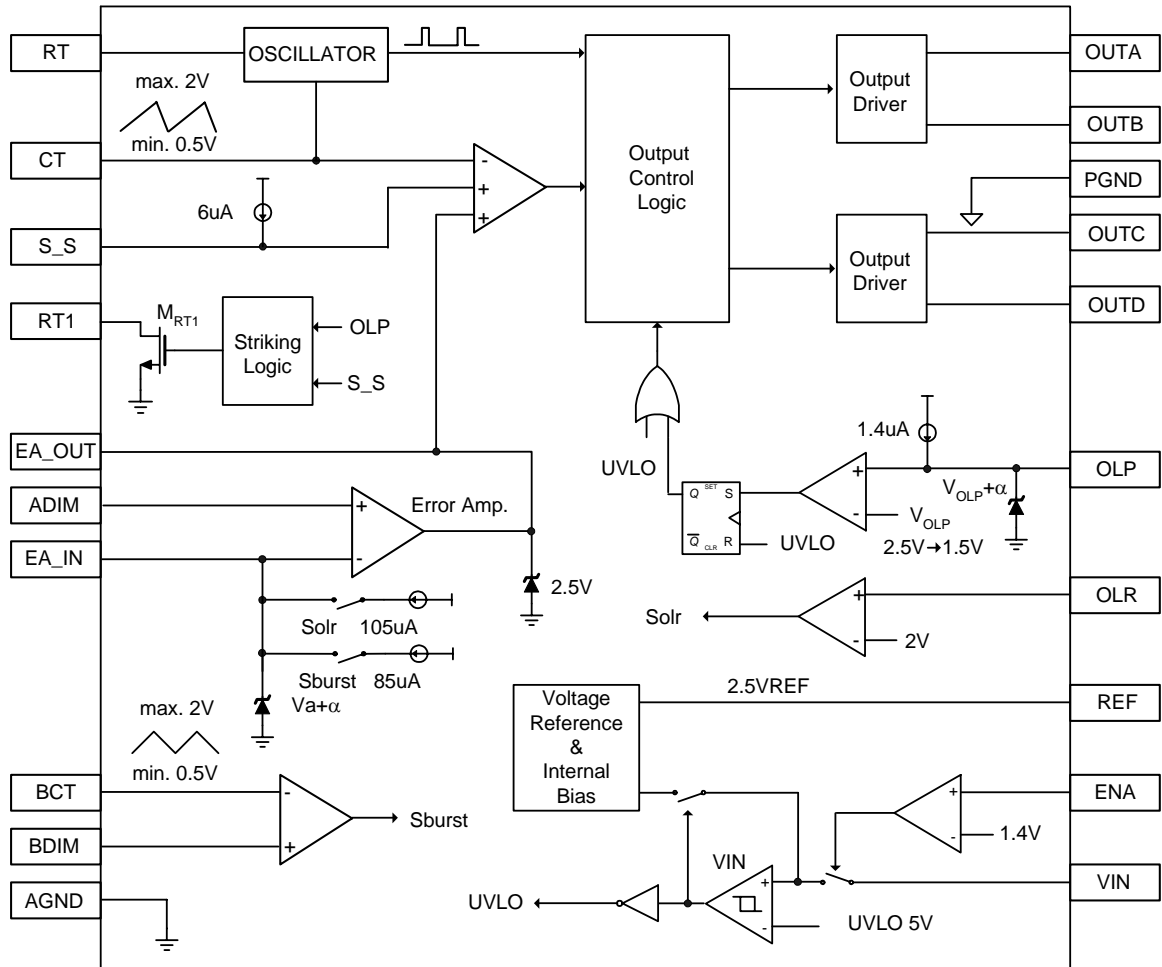 RT
OSCILLATOR
OUTA
max. 2V
min. 0.5V
Output
Driver
OUTB
CT
-
+
+
Output
Control
Logic
PGND
6uA
S_S
OUTC
Output
Driver
RT1
MRT1
Striking
Logic
OLP
S_S
OUTD
EA_OUT
UVLO
1.4uA
OLP
+
-
VOLP+α
VOLP
2.5V→1.5V
Q
SET
S
Q
CLR
R
UVLO
ADIM
+
Error Amp.
EA_IN
-
2.5V
Solr
105uA
Sburst
85uA
Va+α
Solr
+
-
2V
OLR
Voltage
Reference
&
Internal
Bias
2.5VREF
REF
max. 2V
min. 0.5V
BCT
-
Sburst
BDIM
+
+
-
1.4V
ENA
VIN
+
-
VIN
UVLO
UVLO 5V
AGND